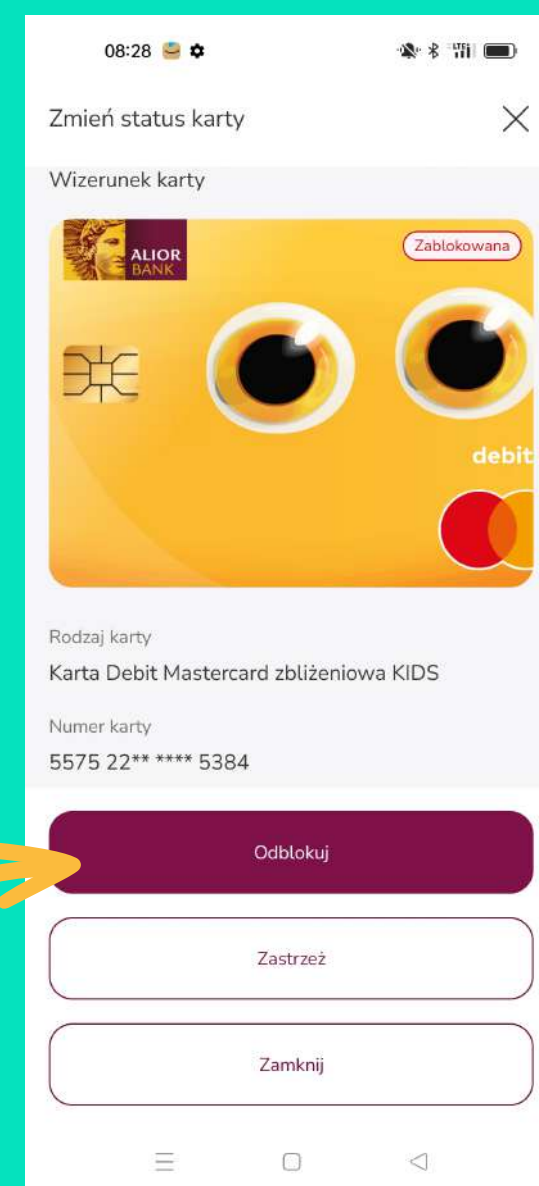 08:28
Zmień status karty
Wizerunek karty
ALIOR
BANK
Zablokowana
debit
Rodzaj karty
Karta Debit Mastercard zbliżeniowa KIDS
Numer karty
5575 22** **** 5384
Odblokuj
Zastrzeż
Zamknij